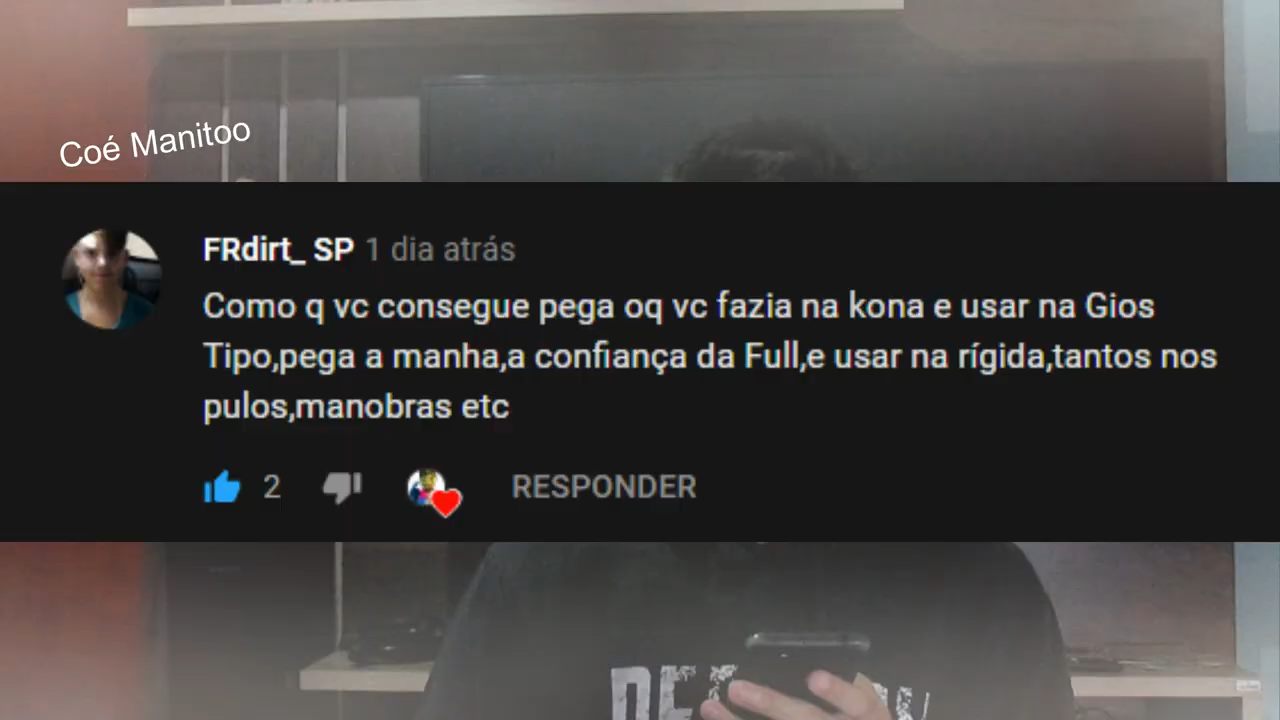 Coé Manitoo
FRdirt_ SP 1 dia atrás
Como q vc consegue pega oq vc fazia na kona e usar na Gios
Tipo,pega a manha,a confiança da Full,e usar na rígida,tantos nos
pulos,manobras etc
2 RESPONDER